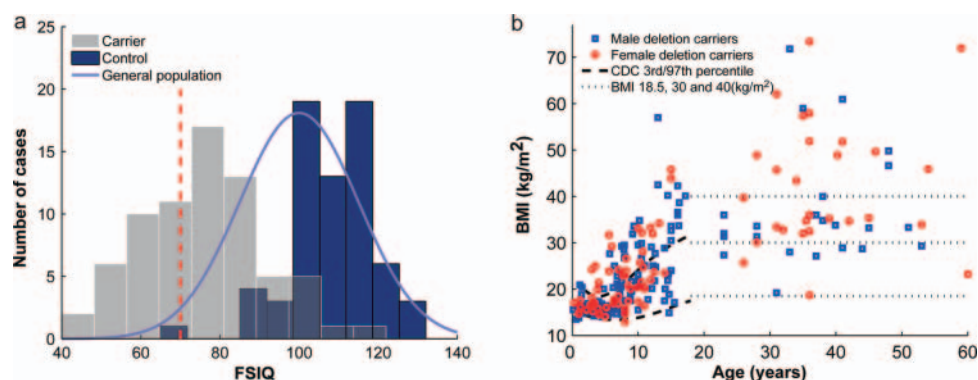 a
Number of cases
25
20
15
10
5
0
Carrier
Control
General population
40 60 80 100 120 140
FSIQ
b
BMI (kg/m²)
80
70
60
50
40
30
20
10
Male deletion carriers
Female deletion carriers
CDC 3rd/97th percentile
BMI 18.5, 30 and 40(kg/m²)
0 10 20 30 40 50 60
Age (years)